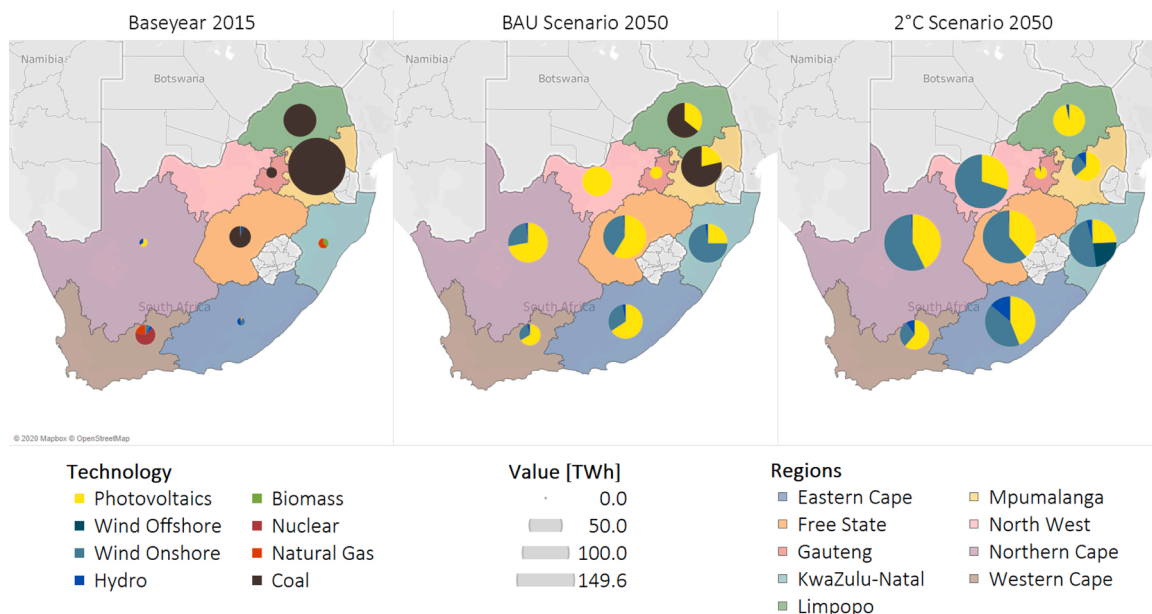 Baseyear 2015
BAU Scenario 2050
2°C Scenario 2050
Namibia
Botswana
South Africa
Namibia
Botswana
South Africa
Namibia
Botswana
South Africa
© 2020 Mapbox © OpenStreetMap
Technology
Photovoltaics
Wind Offshore
Wind Onshore
Hydro
Biomass
Nuclear
Natural Gas
Coal
Value [TWh]
0.0
50.0
100.0
149.6
Regions
Eastern Cape
Free State
Gauteng
KwaZulu-Natal
Limpopo
Mpumalanga
North West
Northern Cape
Western Cape